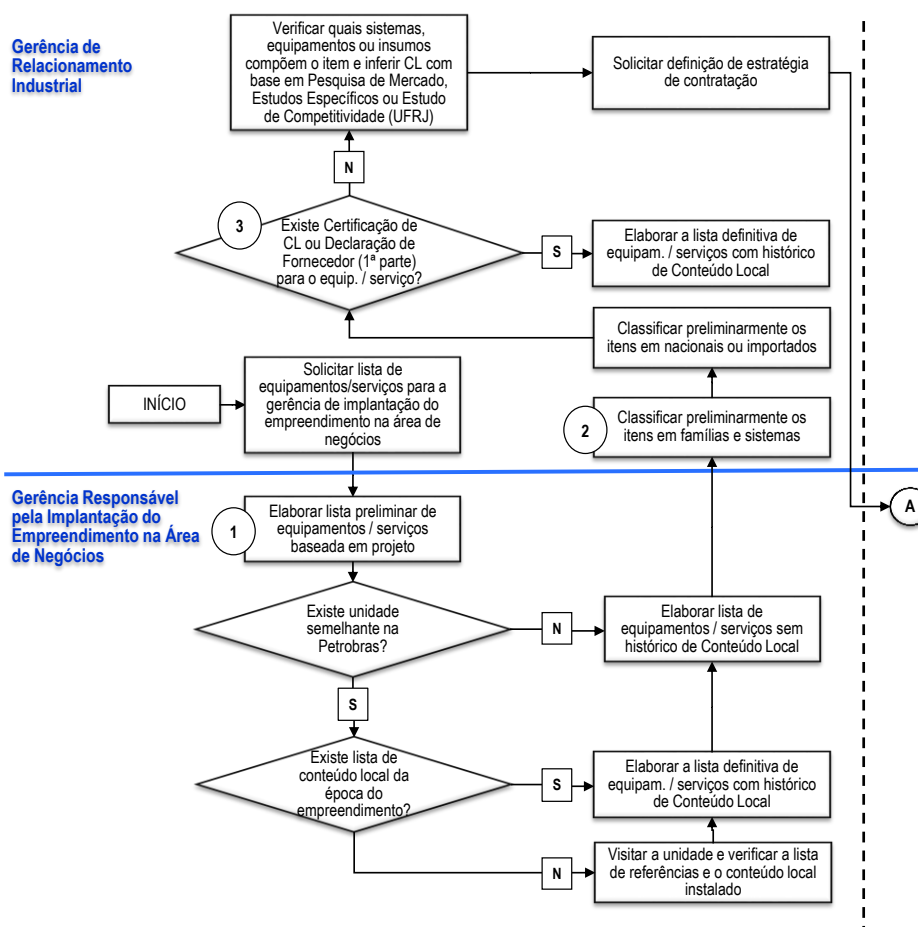 Gerência de
Relacionamento
Industrial
Verificar quais sistemas,
equipamentos ou insumos
compõem o item e inferir CL com
base em Pesquisa de Mercado,
Estudos Específicos ou Estudo
de Competitividade (UFRJ)
Solicitar definição de estratégia
de contratação
N
3
Existe Certificação de
CL ou Declaração de
Fornecedor (1ª parte)
para o equip. / serviço?
S
Elaborar a lista definitiva de
equipam. / serviços com histórico
de Conteúdo Local
Classificar preliminarmente os
itens em nacionais ou importados
INÍCIO
Solicitar lista de
equipamentos/serviços para a
gerência de implantação do
empreendimento na área de
negócios
2
Classificar preliminarmente os
itens em famílias e sistemas
Gerência Responsável
pela Implantação do
Empreendimento na Área
de Negócios
1
Elaborar lista preliminar de
equipamentos / serviços
baseada em projeto
A
Existe unidade
semelhante na
Petrobras?
N
Elaborar lista de
equipamentos / serviços sem
histórico de Conteúdo Local
S
Existe lista de
conteúdo local da
época do
empreendimento?
S
Elaborar a lista definitiva de
equipam. / serviços com histórico
de Conteúdo Local
N
Visitar a unidade e verificar a lista
de referências e o conteúdo local
instalado